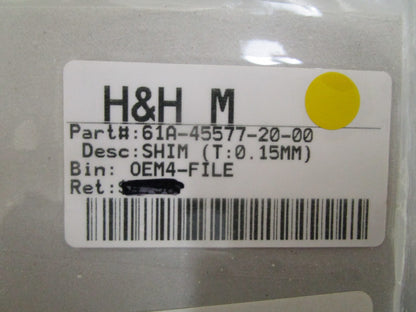 H&H M
Part#:61A-45577-20-00
Desc:SHIM (T:0.15MM)
Bin: OEM4-FILE
Ret: